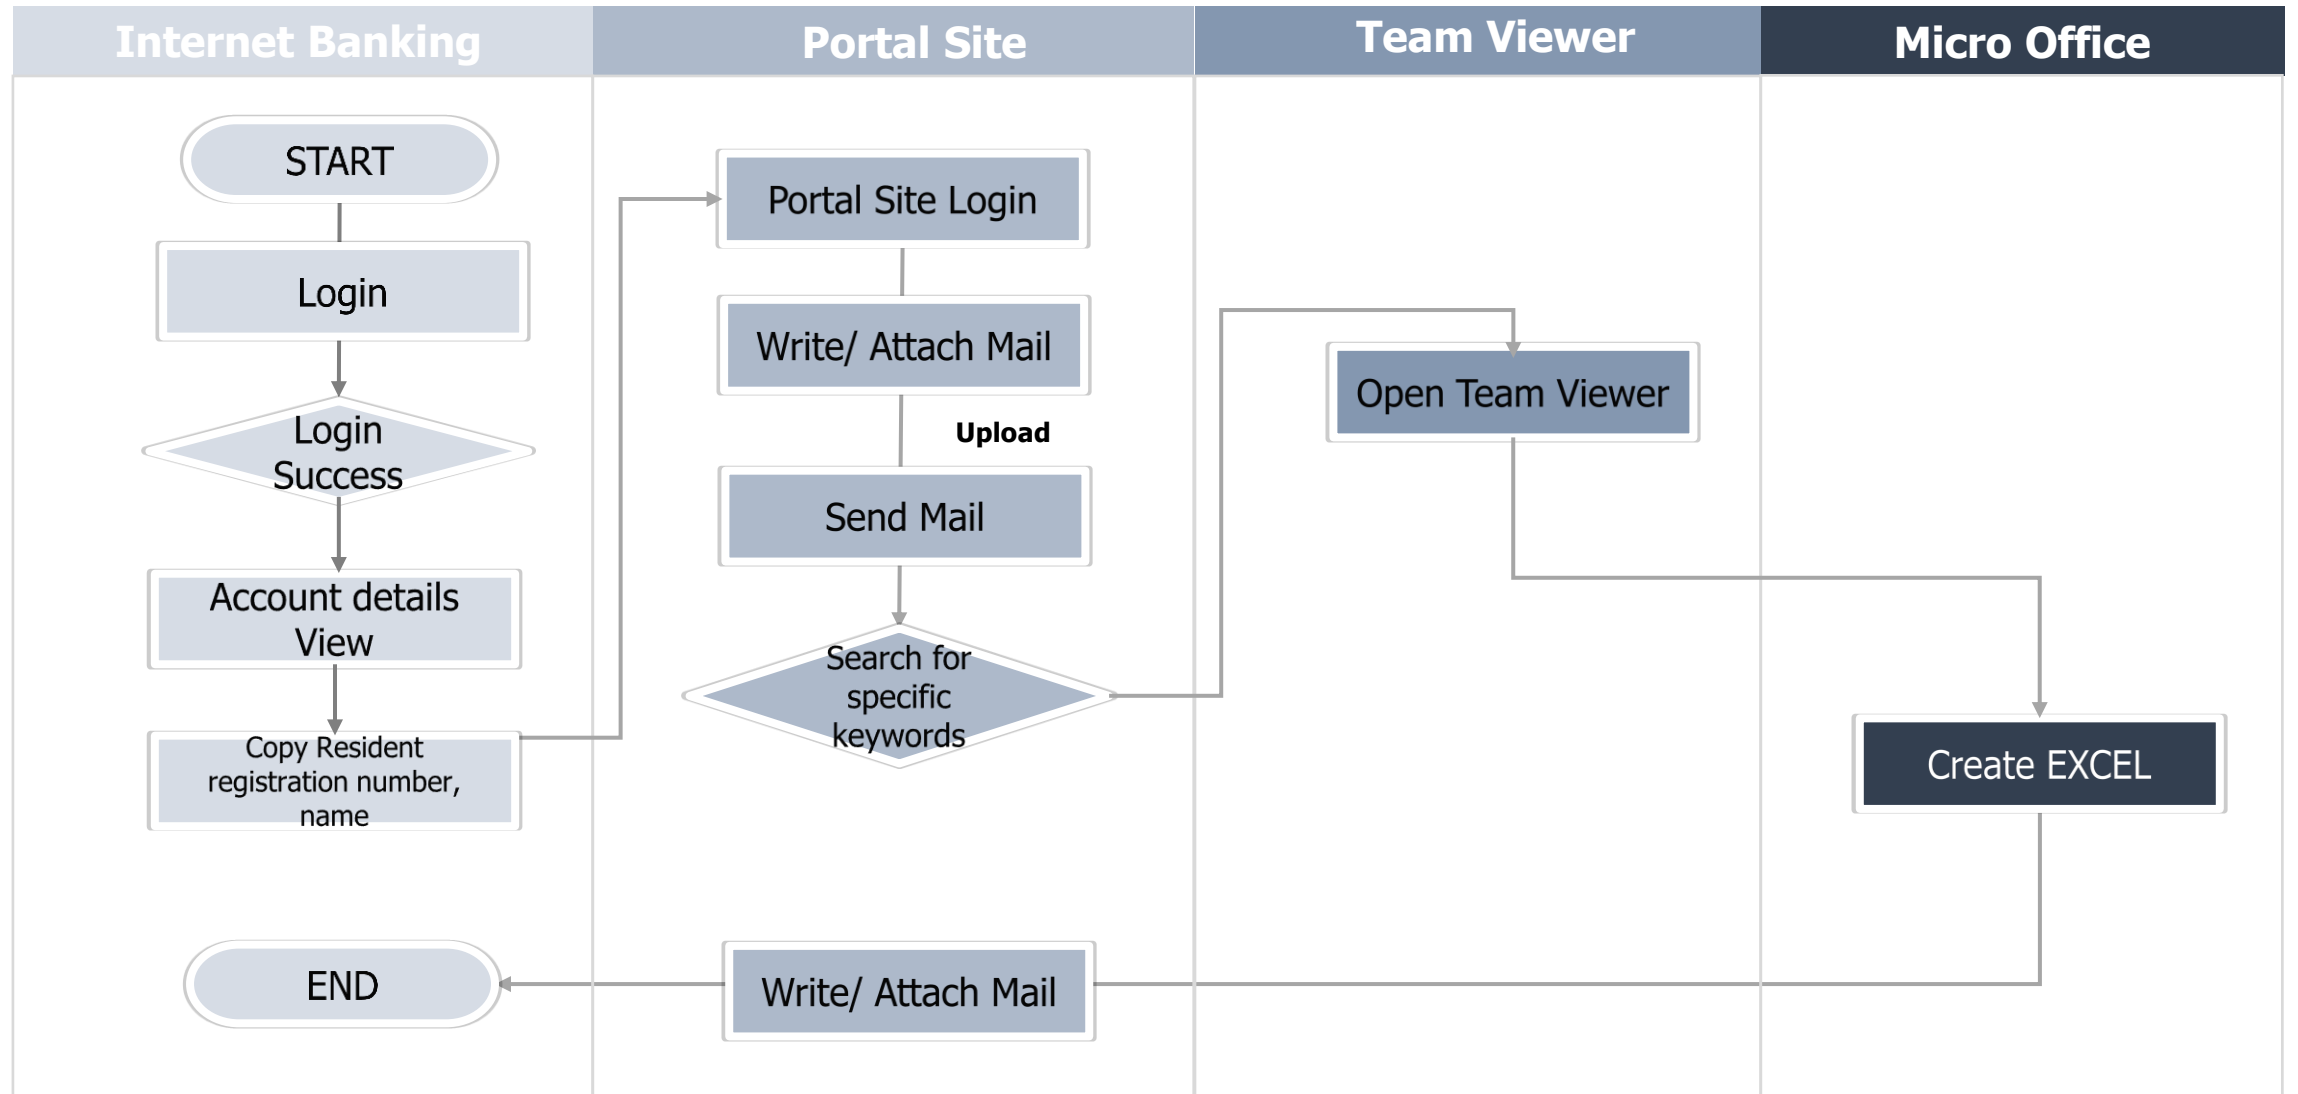 Internet Banking
Portal Site
Team Viewer
Micro Office
START
Login
Login
Success
Account details
View
Copy Resident
registration number,
name
END
Portal Site Login
Write/ Attach Mail
Upload
Send Mail
Search for
specific
keywords
Write/ Attach Mail
Open Team Viewer
Create EXCEL